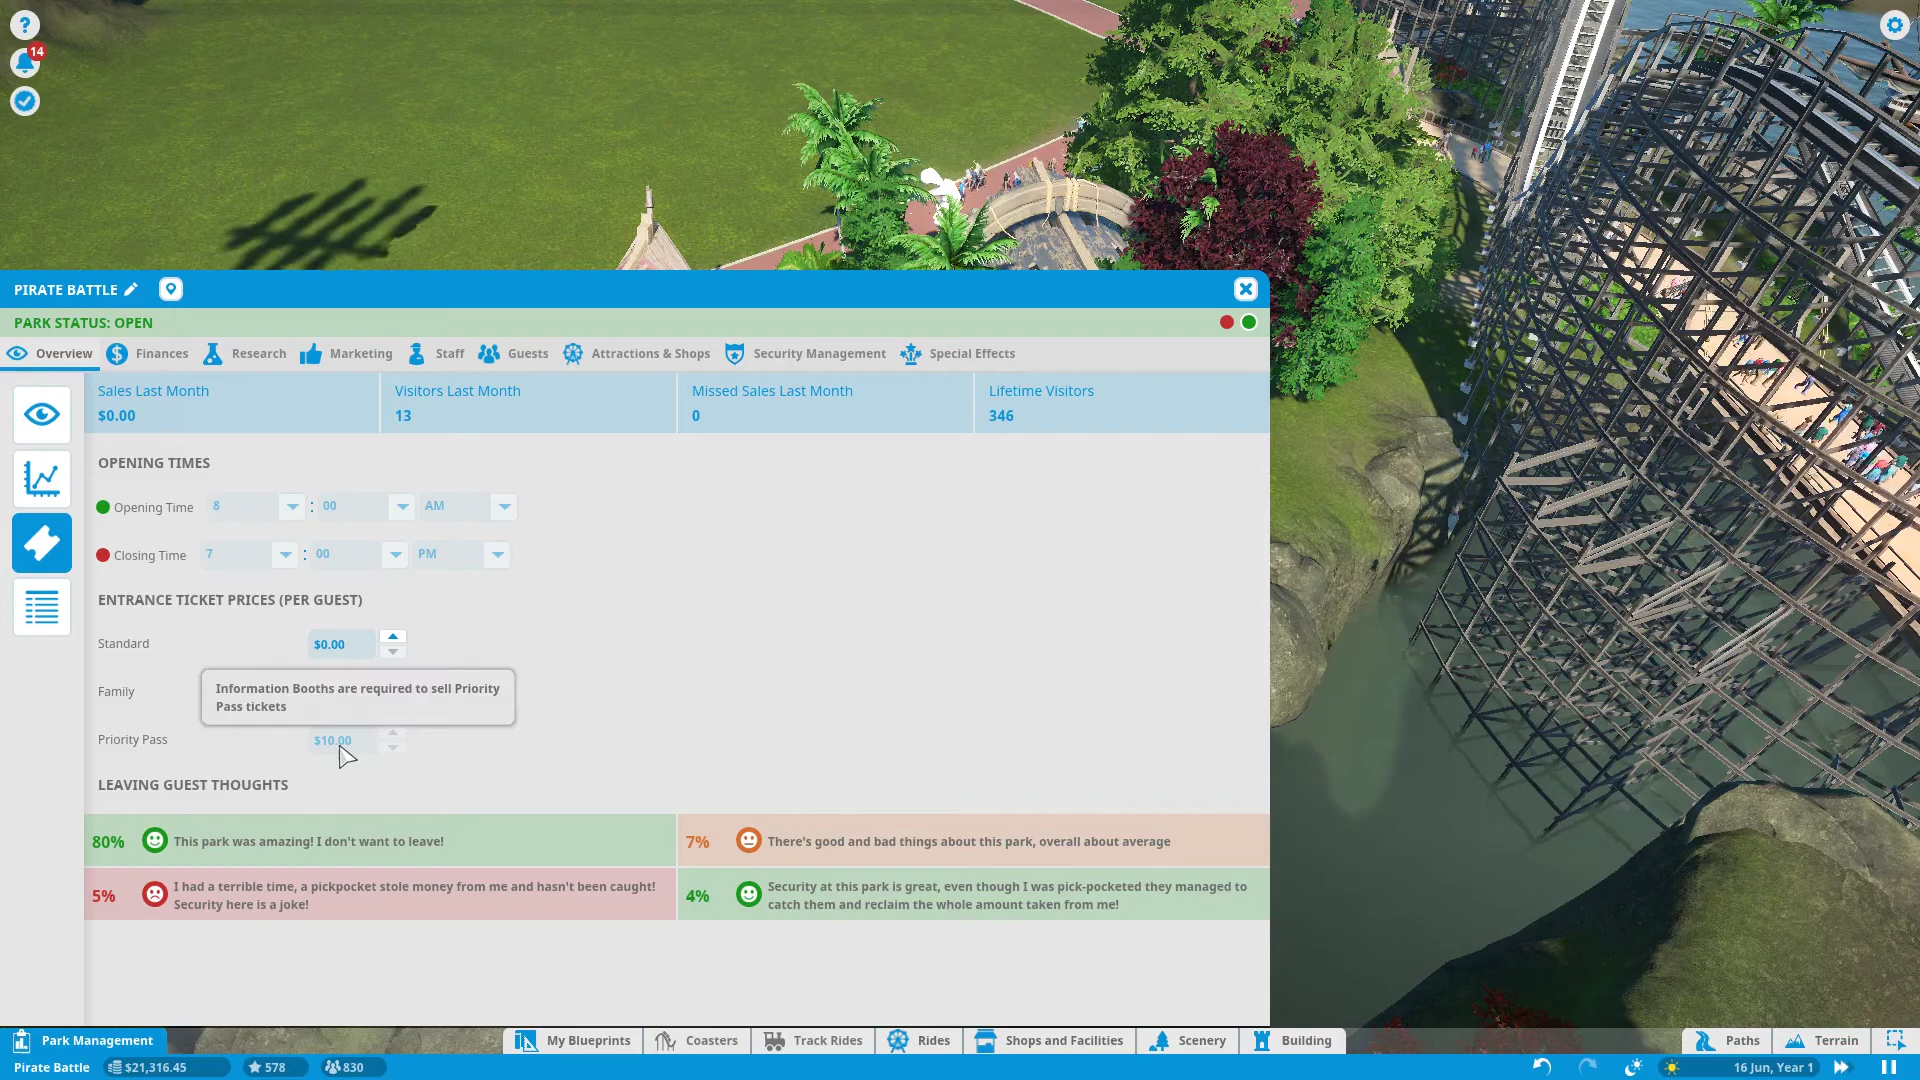 ?
14
PIRATE BATTLE
PARK STATUS: OPEN
Overview Finances Research Marketing Staff Guests Attractions & Shops Security Management Special Effects
Sales Last Month Visitors Last Month Missed Sales Last Month Lifetime Visitors
$0.00 13 0 346
OPENING TIMES
Opening Time 8 : 00 AM
Closing Time 7 : 00 PM
ENTRANCE TICKET PRICES (PER GUEST)
Standard $0.00
Family
Information Booths are required to sell Priority
Pass tickets
Priority Pass $10.00
LEAVING GUEST THOUGHTS
80% This park was amazing! I don't want to leave!
7% There's good and bad things about this park, overall about average
5% I had a terrible time, a pickpocket stole money from me and hasn't been caught!
Security here is a joke!
4% Security at this park is great, even though I was pick-pocketed they managed to
catch them and reclaim the whole amount taken from me!
Park Management My Blueprints Coasters Track Rides Rides Shops and Facilities Scenery Building Paths Terrain
Pirate Battle $21,316.45 578 830 16 Jun, Year 1